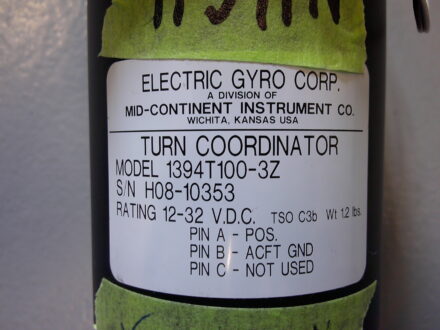 ELECTRIC GYRO CORP.
A DIVISION OF
MID-CONTINENT INSTRUMENT CO.
WICHITA, KANSAS USA
TURN COORDINATOR
MODEL 1394T100-3Z
S/N H08-10353
RATING 12-32 V.D.C. TSO C3b Wt 1.2 lbs.
PIN A - POS.
PIN B - ACFT GND
PIN C - NOT USED